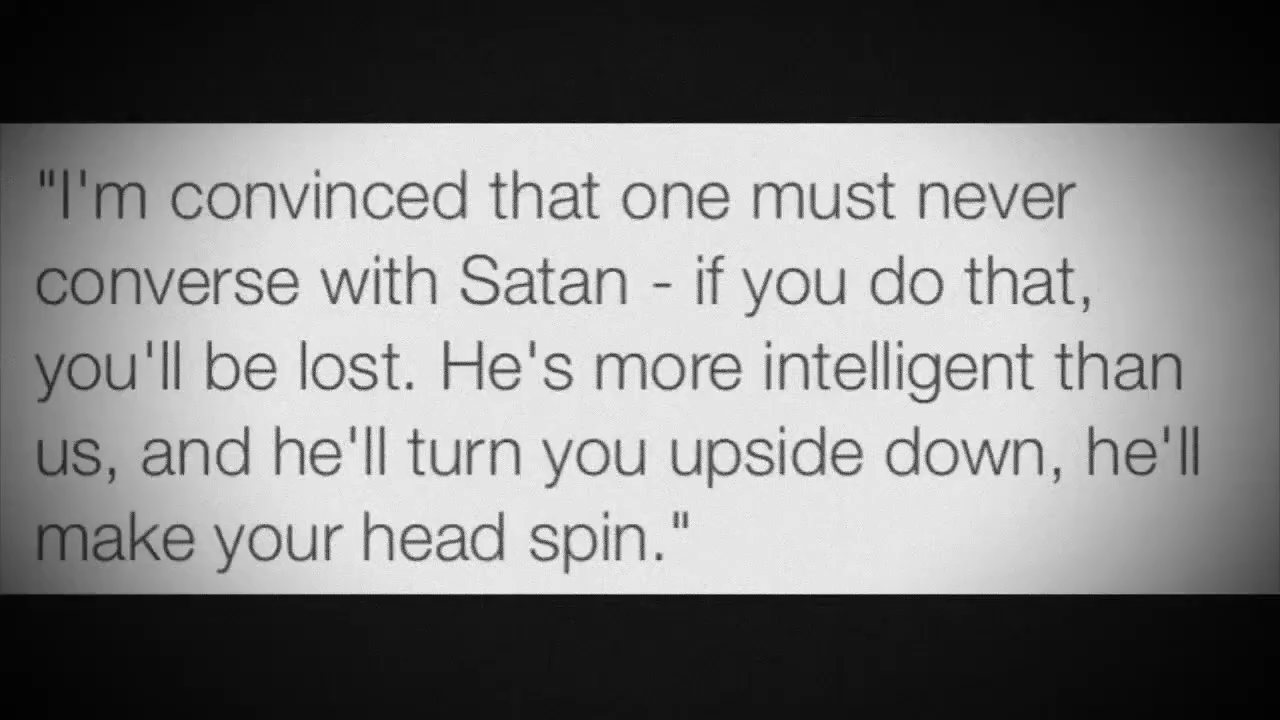 "I'm convinced that one must never
converse with Satan - if you do that,
you'll be lost. He's more intelligent than
us, and he'll turn you upside down, he'll
make your head spin."